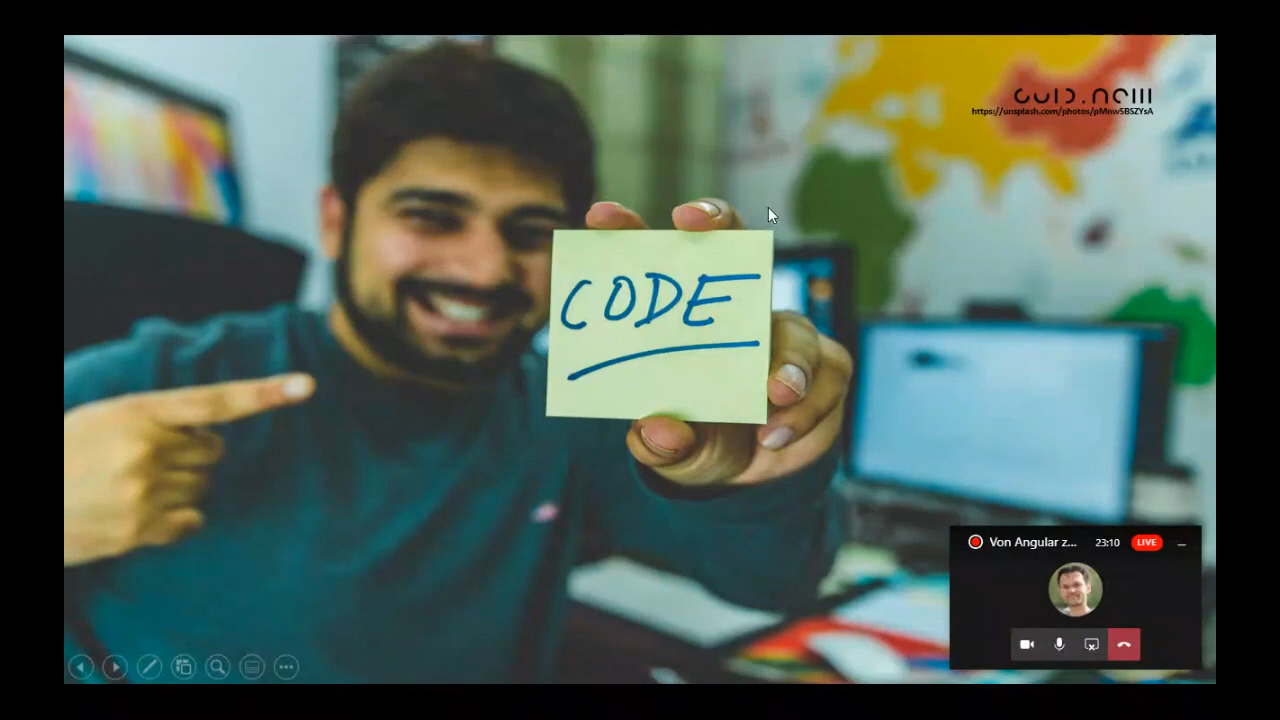 https://unsplash.com/photos/pMnw5BSZYsA
CODE
Von Angular z...
23:10
LIVE